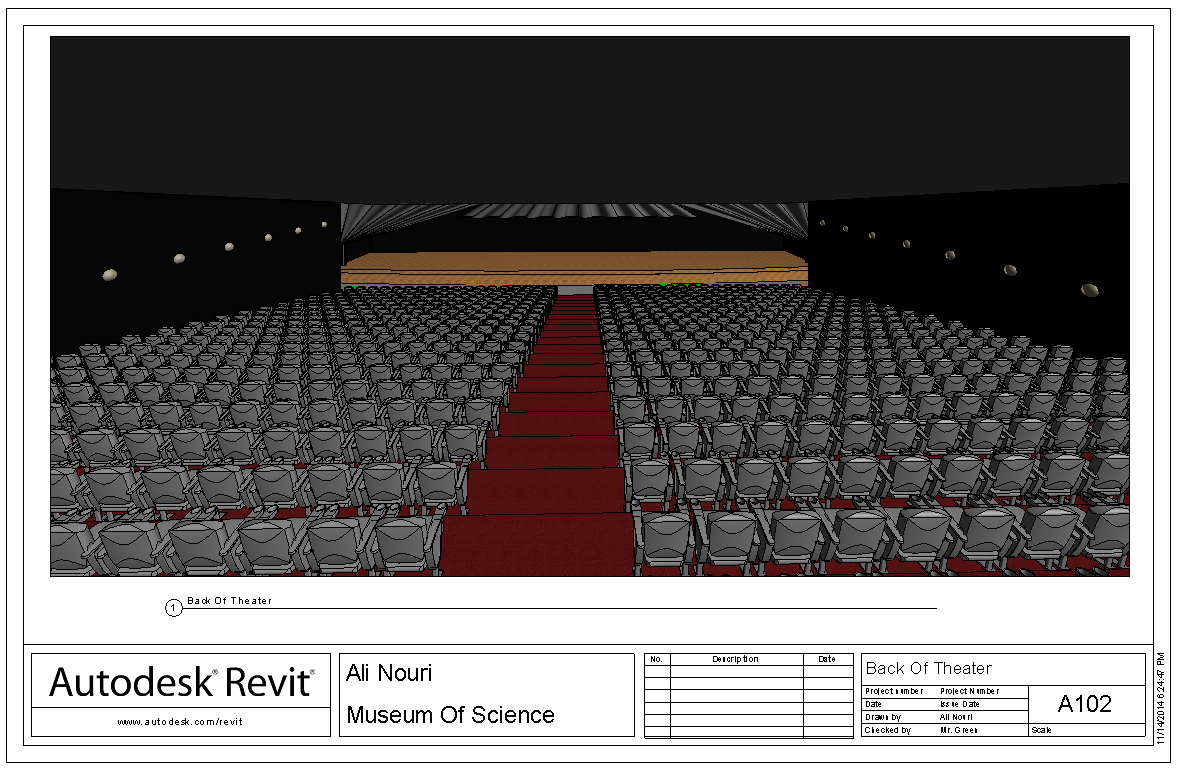 1 Back Of Theater
Autodesk® Revit®
www.autodesk.com/revit
Ali Nouri
Museum Of Science
No. Description Date
Back Of Theater
Project number Project Number
Date Issue Date
Drawn by Ali Nouri
Checked by Mr. Green
A102
Scale
11/14/2014 6:24:47 PM